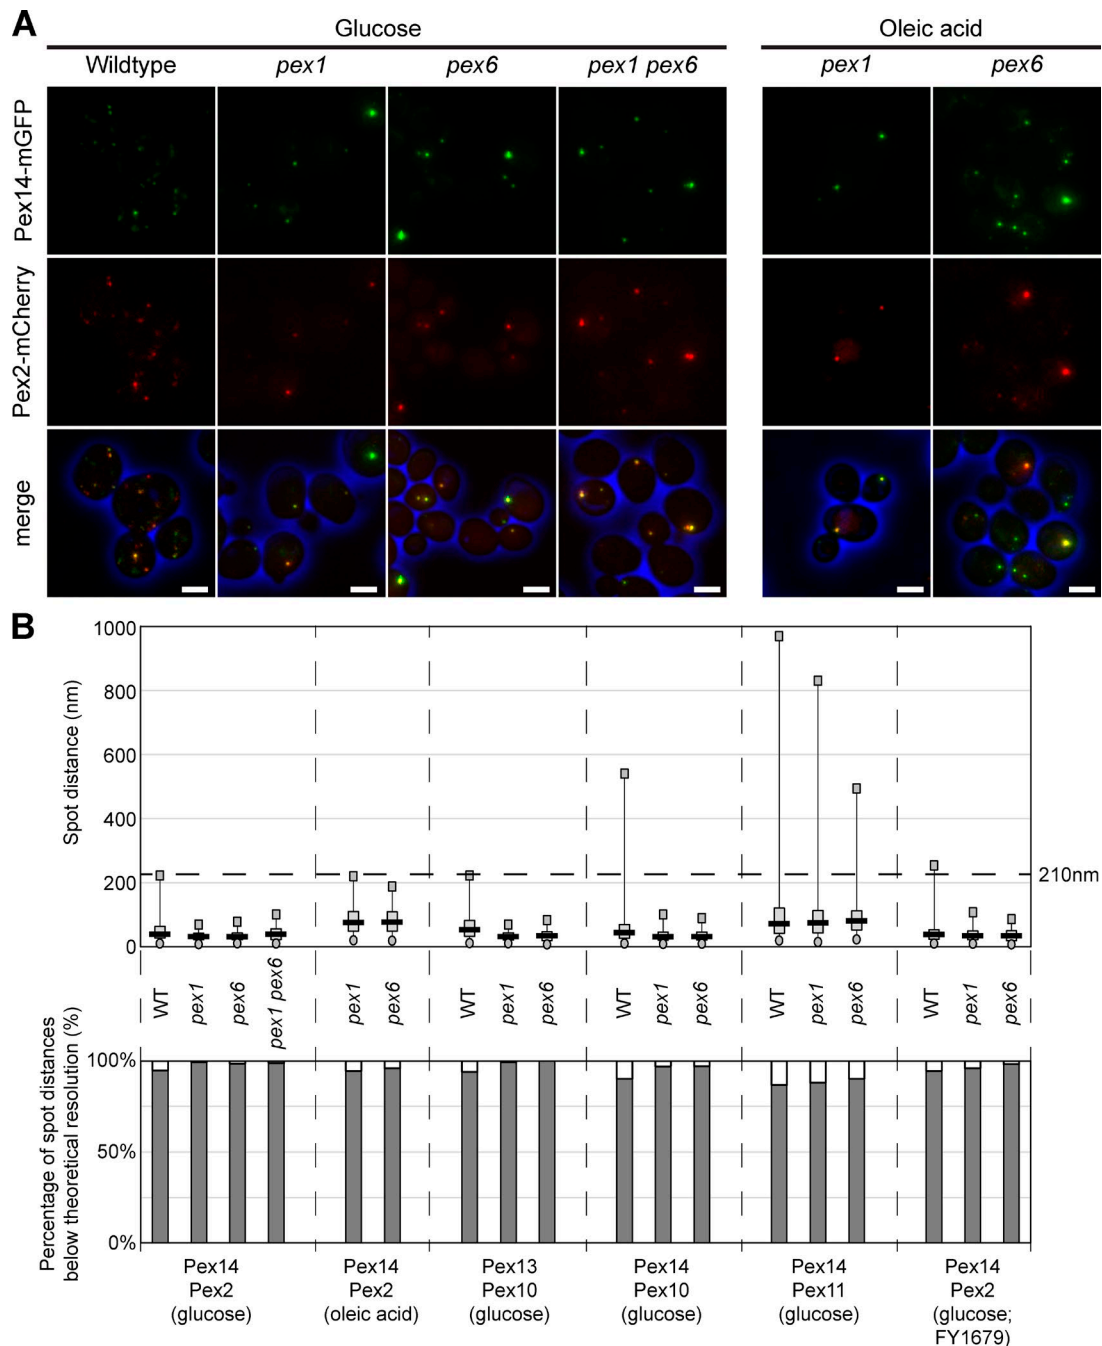 A
Glucose
Oleic acid
Wildtype
pex1
pex6
pex1 pex6
pex1
pex6
Pex14-mGFP
Pex2-mCherry
merge
B
Spot distance (nm)
1000
800
600
400
200
0
210nm
WT
pex1
pex6
pex1 pex6
pex1
pex6
WT
pex1
pex6
WT
pex1
pex6
WT
pex1
pex6
WT
pex1
pex6
Percentage of spot distances
below theoretical resolution (%)
100%
50%
0%
Pex14
Pex2
(glucose)
Pex14
Pex2
(oleic acid)
Pex13
Pex10
(glucose)
Pex14
Pex10
(glucose)
Pex14
Pex11
(glucose)
Pex14
Pex2
(glucose;
FY1679)